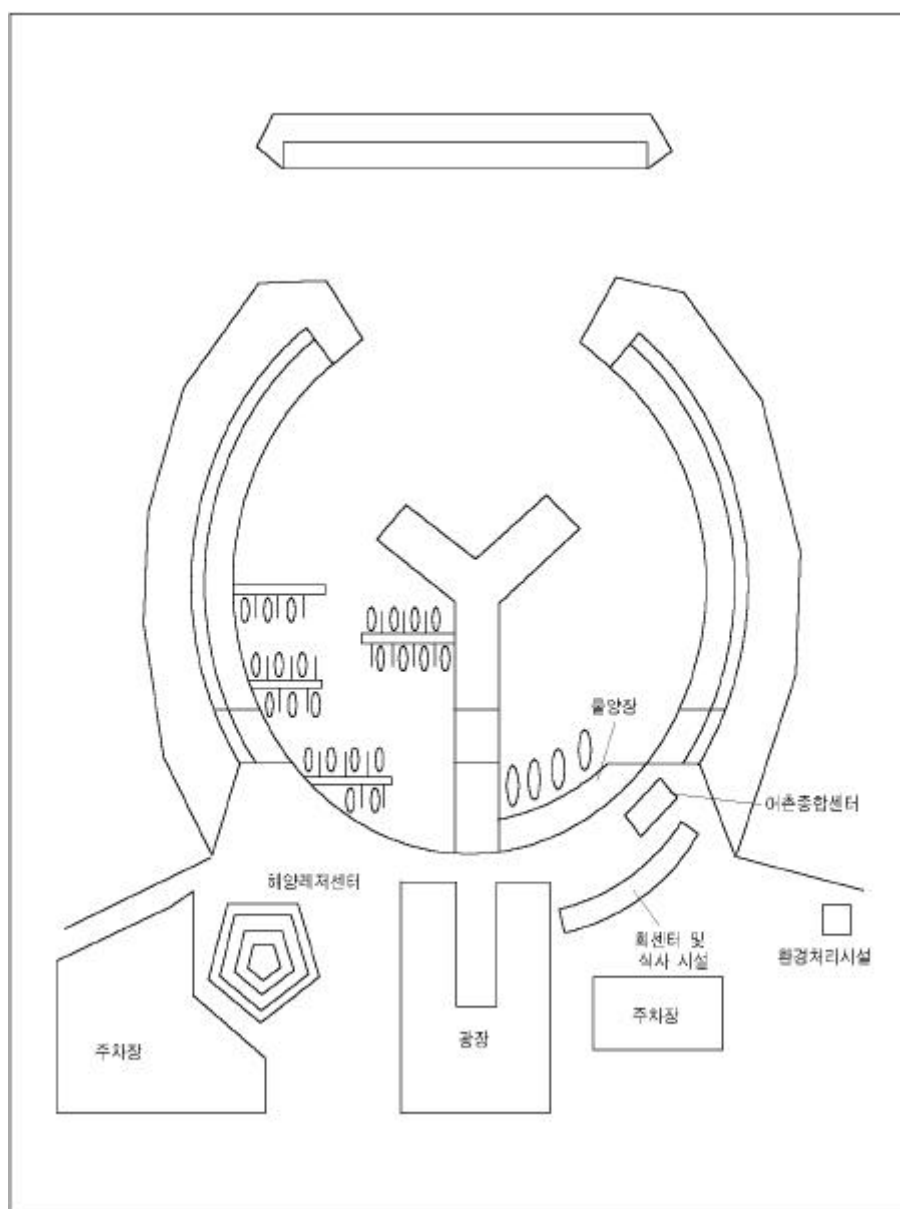 물양장
어촌종합센터
해양레저센터
회센터 및
식사 시설
환경처리시설
주차장
광장
주차장